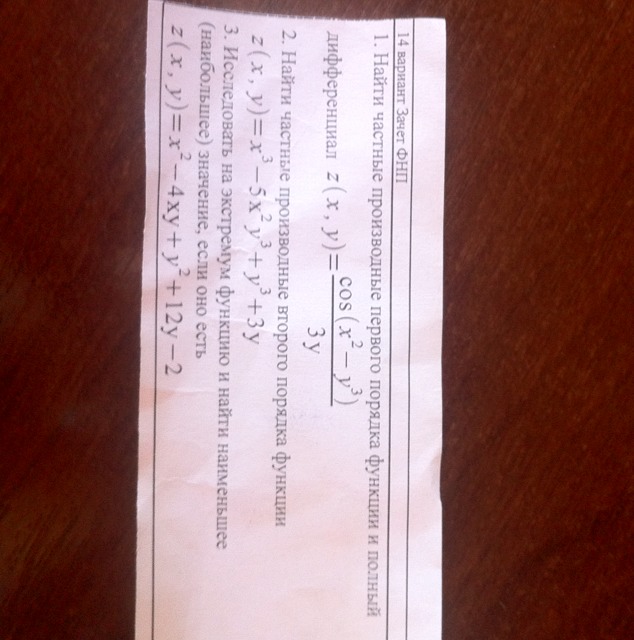 14 вариант Зачет ФНП
1. Найти частные производные первого порядка функции и полный
дифференциал z(x, y)=cos(x²−y³)/3y
2. Найти частные производные второго порядка функции
z(x, y)=x³−5x²y³+y³+3y
3. Исследовать на экстремум функцию и найти наименьшее
(наибольшее) значение, если оно есть
z(x, y)=x²−4xy+y²+12y−2